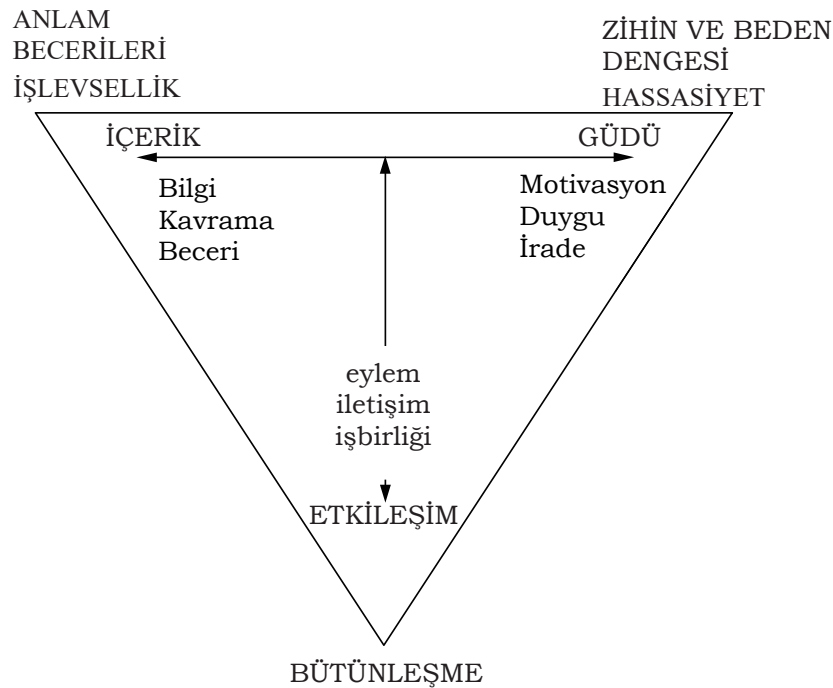 ANLAM
BECERİLERİ
İŞLEVSELLİK
ZİHİN VE BEDEN
DENGESİ
HASSASİYET
İÇERİK
GÜDÜ
Bilgi
Kavrama
Beceri
Motivasyon
Duygu
İrade
eylem
iletişim
işbirliği
ETKİLEŞİM
BÜTÜNLEŞME